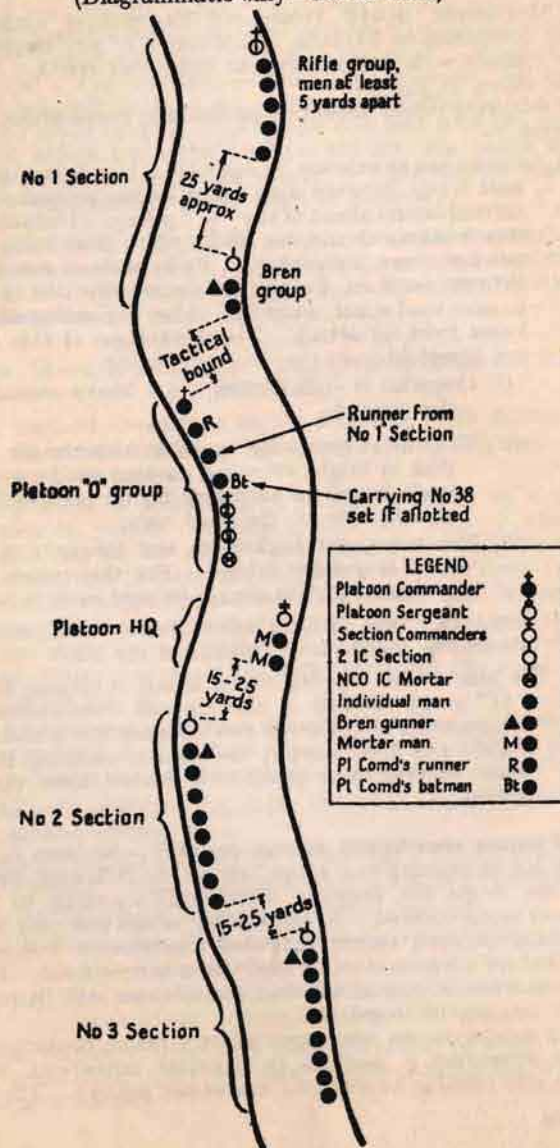 (Diagrammatic only—not to scale)
Rifle group,
men at least
5 yards apart
No 1 Section
25 yards
approx
Bren
group
Tactical
bound
R
Runner from
No 1 Section
Platoon "O" group
Bt
Carrying No 38
set if allotted
Platoon HQ
M
M
15-25
yards
No 2 Section
15-25 yards
No 3 Section
LEGEND
Platoon Commander
Platoon Sergeant
Section Commanders
2 IC Section
NCO IC Mortar
Individual man
Bren gunner
Mortar man M
Pl Comd's runner R
Pl Comd's batman Bt